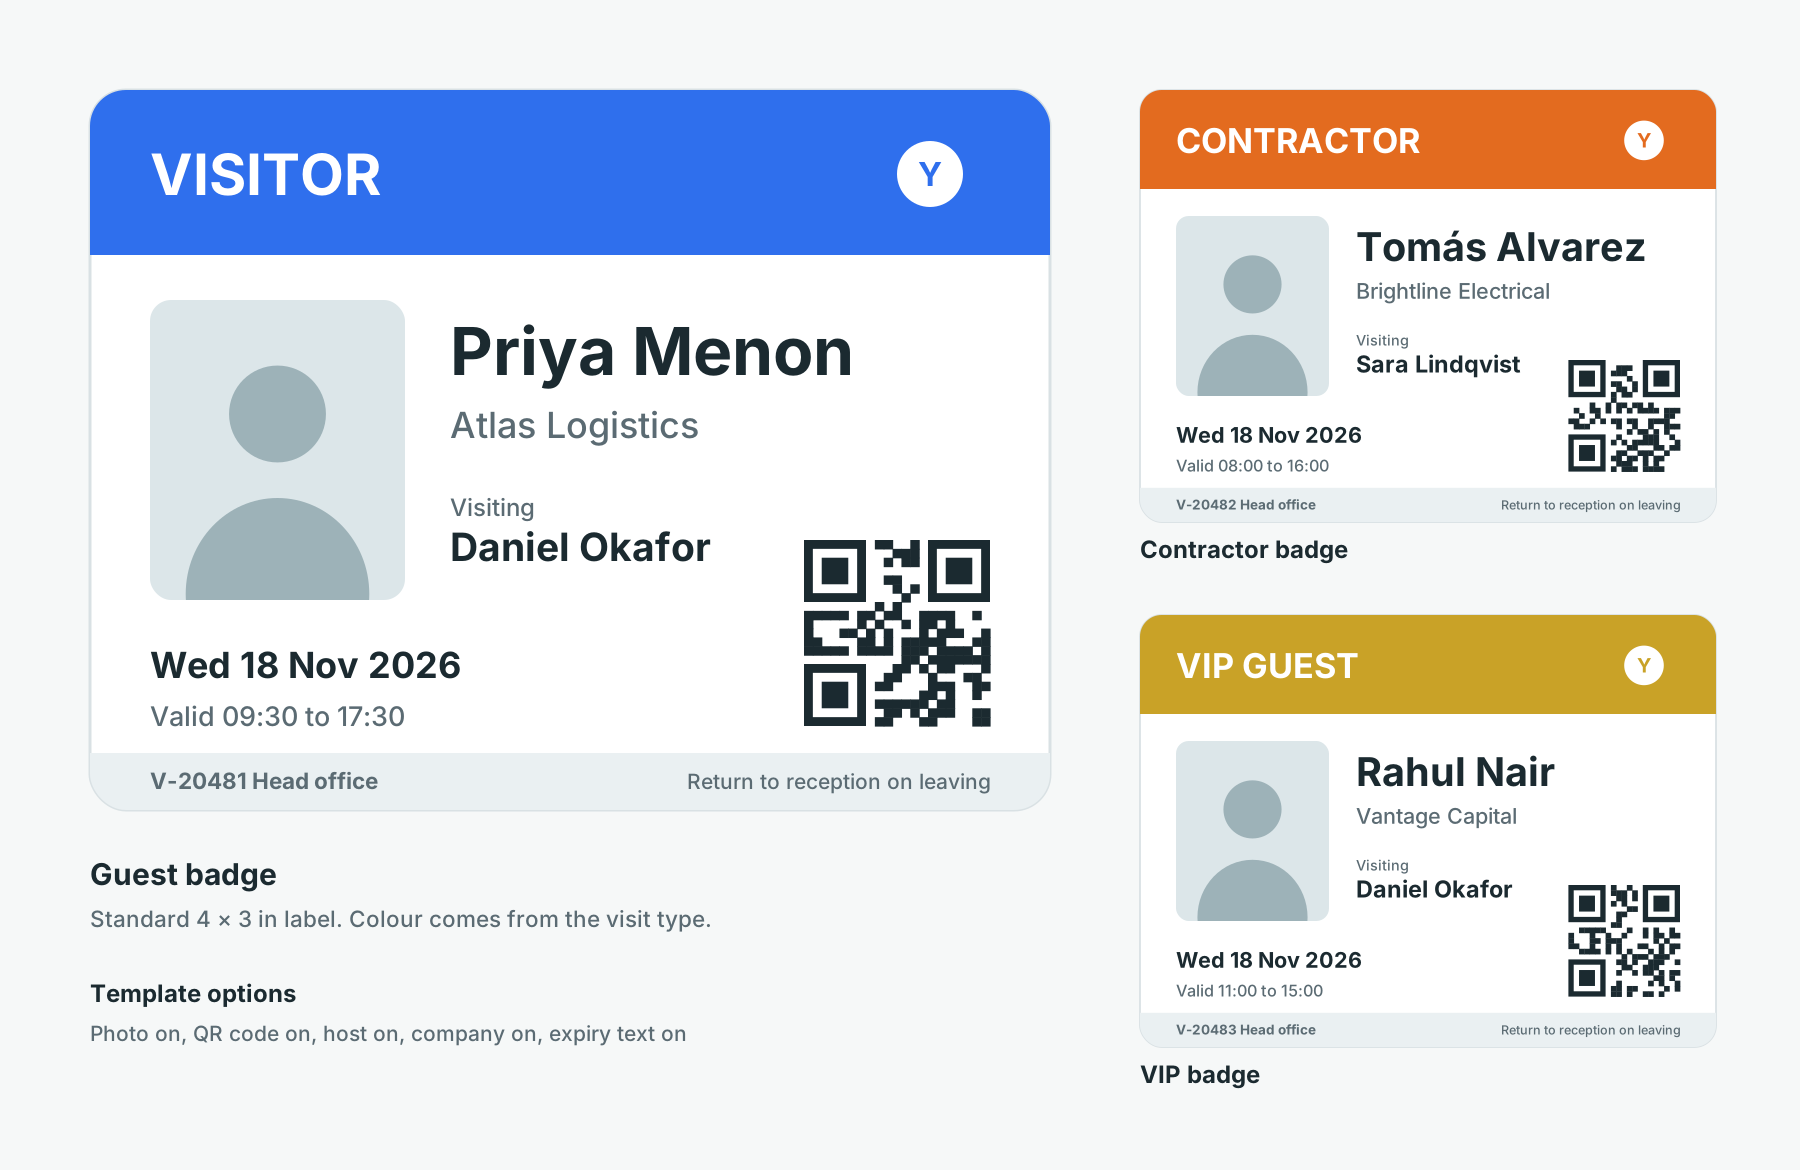 VISITOR
Y
Priya Menon
Atlas Logistics
Visiting
Daniel Okafor
Wed 18 Nov 2026
Valid 09:30 to 17:30
V-20481 Head office
Return to reception on leaving
Guest badge
Standard 4 × 3 in label. Colour comes from the visit type.
Template options
Photo on, QR code on, host on, company on, expiry text on
CONTRACTOR
Y
Tomás Alvarez
Brightline Electrical
Visiting
Sara Lindqvist
Wed 18 Nov 2026
Valid 08:00 to 16:00
V-20482 Head office
Return to reception on leaving
Contractor badge
VIP GUEST
Y
Rahul Nair
Vantage Capital
Visiting
Daniel Okafor
Wed 18 Nov 2026
Valid 11:00 to 15:00
V-20483 Head office
Return to reception on leaving
VIP badge